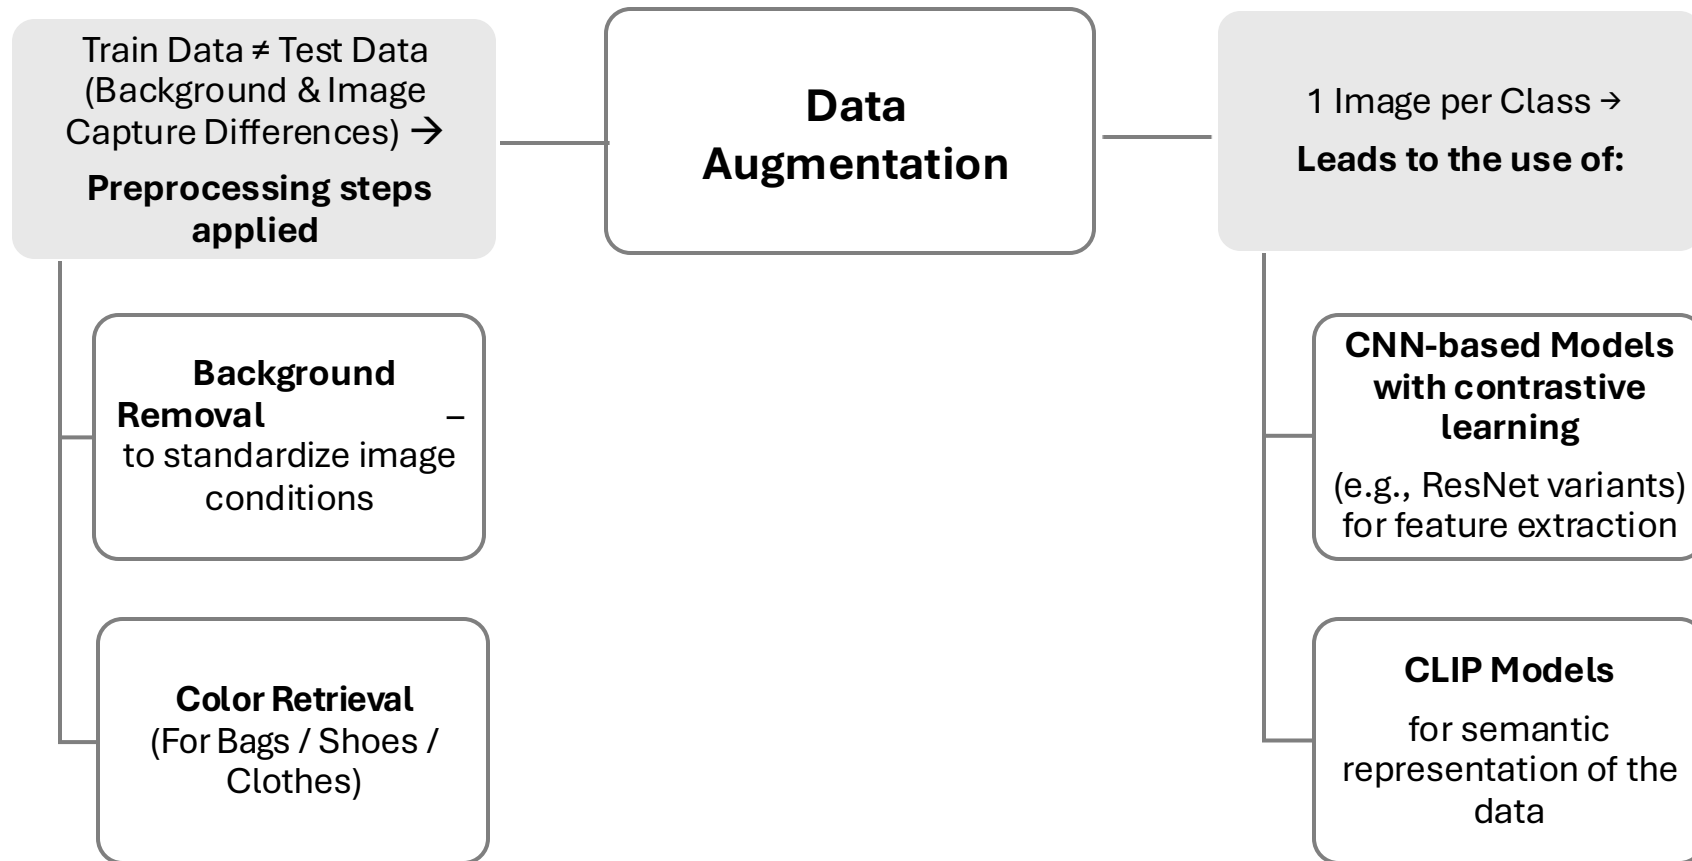 Train Data ≠ Test Data
(Background & Image
Capture Differences) →
Preprocessing steps
applied
Background
Removal –
to standardize image
conditions
Color Retrieval
(For Bags / Shoes /
Clothes)
Data
Augmentation
1 Image per Class →
Leads to the use of:
CNN-based Models
with contrastive
learning
(e.g., ResNet variants)
for feature extraction
CLIP Models
for semantic
representation of the
data